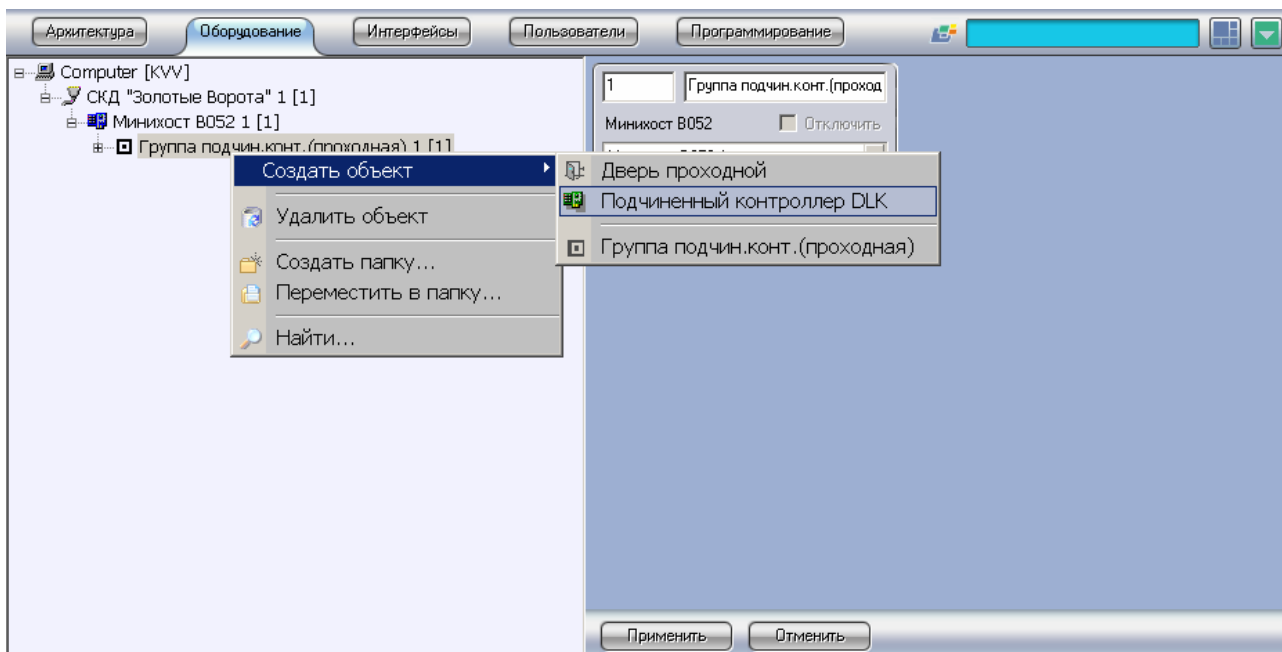 Архитектура Оборудование Интерфейсы Пользователи Программирование
Computer [KVV]
СКД "Золотые Ворота" 1 [1]
Минихост B052 1 [1]
Группа подчин.конт.(проходная) 1 [1]
1 Группа подчин.конт.(проход
Минихост B052 Отключить
Создать объект
Удалить объект
Создать папку...
Переместить в папку...
Найти...
Дверь проходной
Подчиненный контроллер DLK
Группа подчин.конт.(проходная)
Применить Отменить